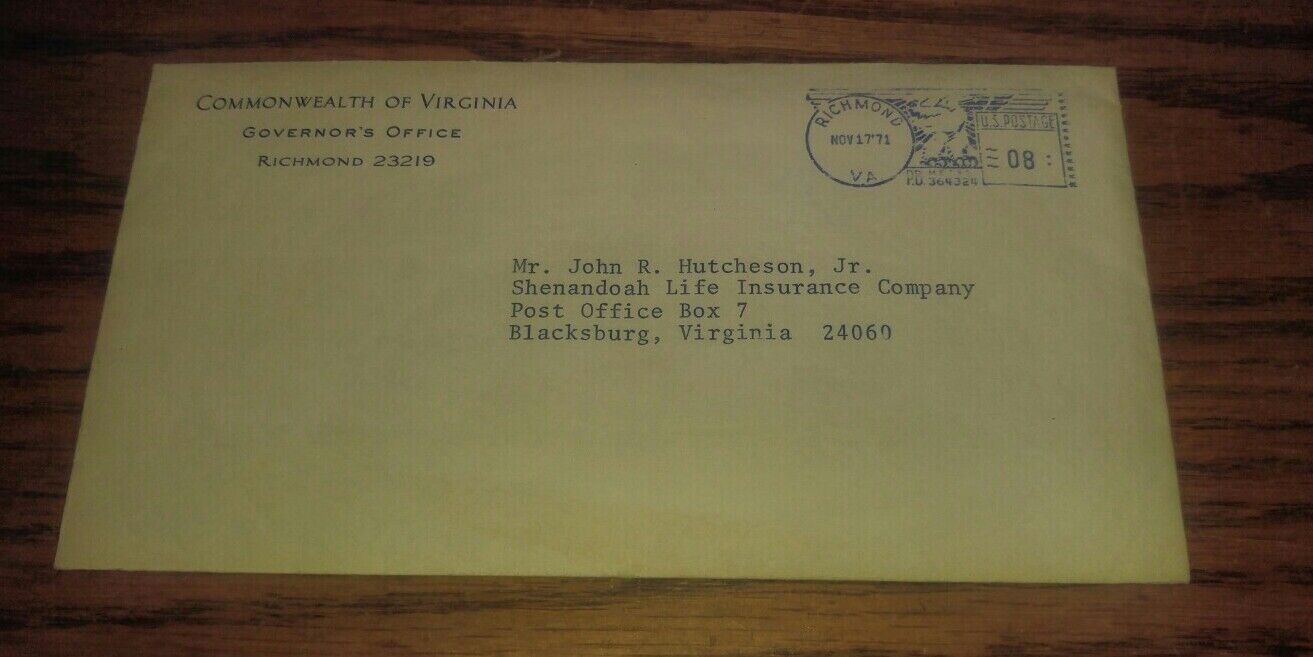 COMMONWEALTH OF VIRGINIA
GOVERNOR'S OFFICE
RICHMOND 23219
RICHMOND
NOV 17'71
VA
U.S. POSTAGE
08
P.B. 364324
Mr. John R. Hutcheson, Jr.
Shenandoah Life Insurance Company
Post Office Box 7
Blacksburg, Virginia 24060